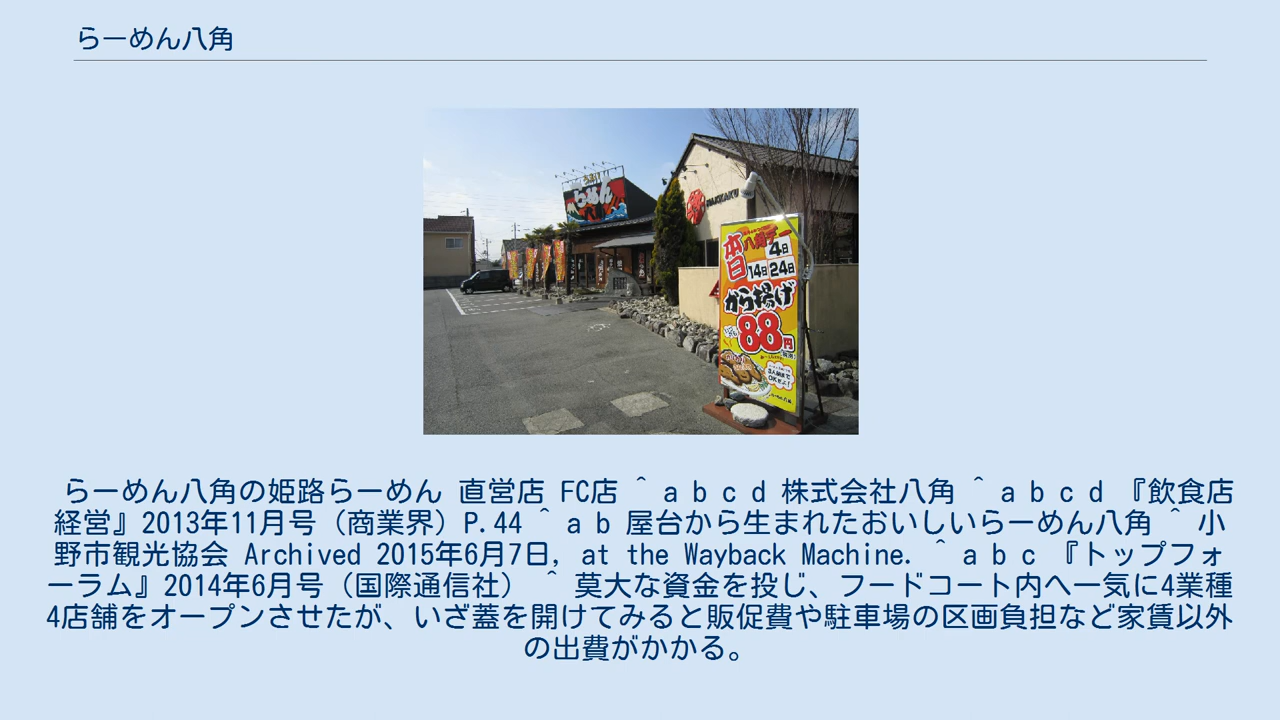 らーめん八角
らーめん
HAKKAKU
本日
八角デー
4日
14日 24日
から揚げ
88円
らーめん八角の姫路らーめん 直営店 FC店 ^ a b c d 株式会社八角 ^ a b c d 『飲食店
経営』2013年11月号（商業界）P.44 ^ a b 屋台から生まれたおいしいらーめん八角 ^ 小
野市観光協会 Archived 2015年6月7日, at the Wayback Machine. ^ a b c 『トップフォ
ーラム』2014年6月号（国際通信社） ^ 莫大な資金を投じ、フードコート内へ一気に4業種
4店舗をオープンさせたが、いざ蓋を開けてみると販促費や駐車場の区画負担など家賃以外
の出費がかかる。